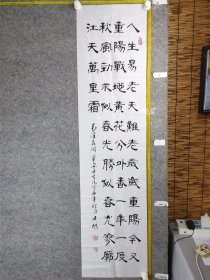 人生易老天難老歲歲重陽今又
重陽戰地黃花分外香一年一度
秋風勁不似春光勝似春光寥廓
江天萬里霜